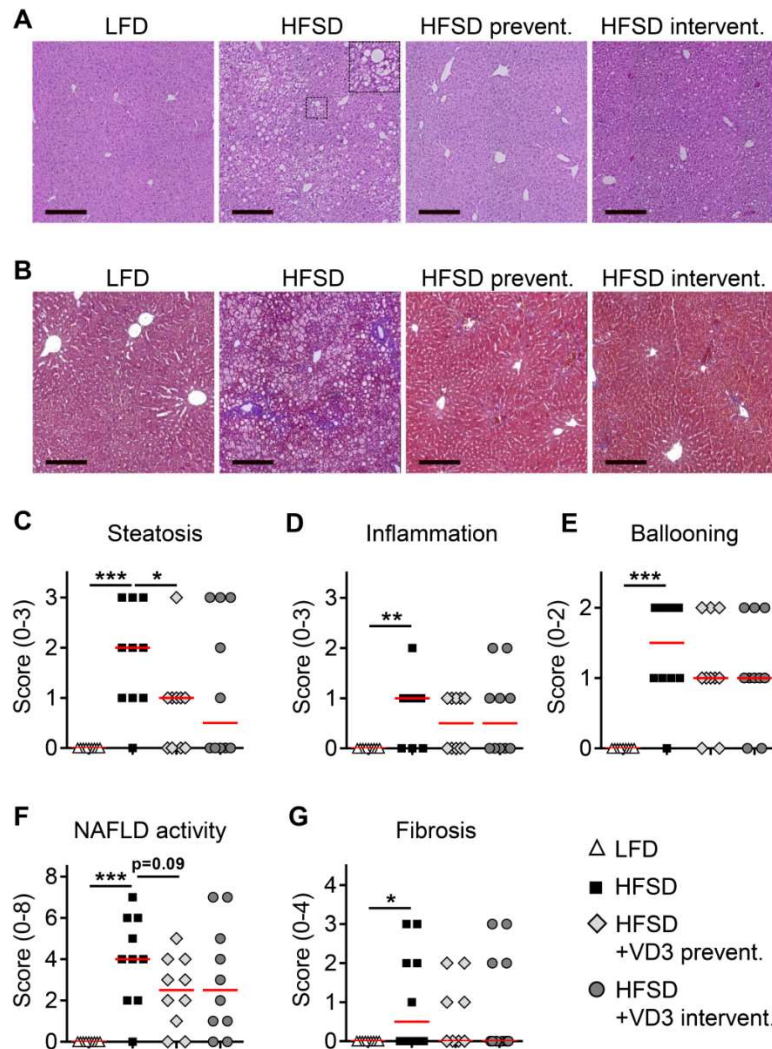 A
LFD HFSD HFSD prevent. HFSD intervent.
B
LFD HFSD HFSD prevent. HFSD intervent.
C Steatosis
Score (0-3)
3
2
1
0
*** *
D Inflammation
Score (0-3)
3
2
1
0
**
E Ballooning
Score (0-2)
2
1
0
***
F NAFLD activity
Score (0-8)
8
6
4
2
0
*** p=0.09
G Fibrosis
Score (0-4)
4
3
2
1
0
*
LFD
HFSD
HFSD
+VD3 prevent.
HFSD
+VD3 intervent.